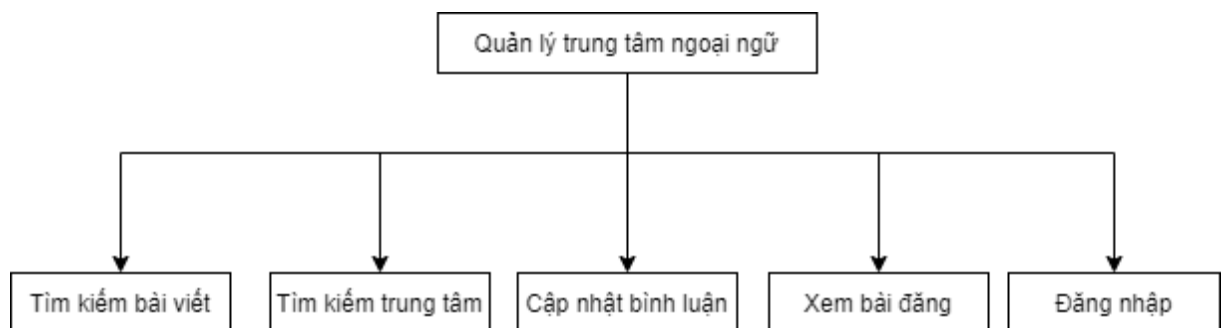 Quản lý trung tâm ngoại ngữ
Tìm kiếm bài viết
Tìm kiếm trung tâm
Cập nhật bình luận
Xem bài đăng
Đăng nhập